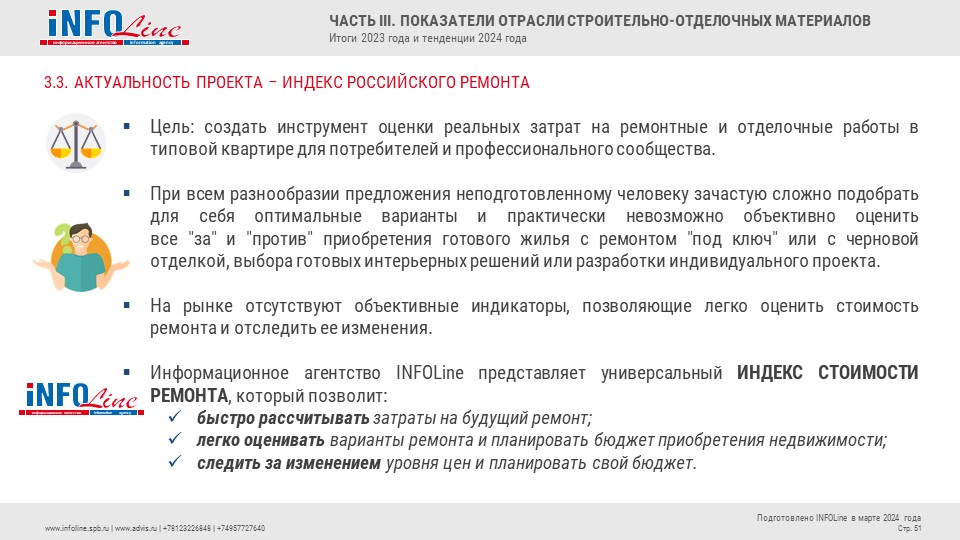 iNFOLine
информационное агентство information agency
ЧАСТЬ III. ПОКАЗАТЕЛИ ОТРАСЛИ СТРОИТЕЛЬНО-ОТДЕЛОЧНЫХ МАТЕРИАЛОВ
Итоги 2023 года и тенденции 2024 года
3.3. АКТУАЛЬНОСТЬ ПРОЕКТА – ИНДЕКС РОССИЙСКОГО РЕМОНТА
▪ Цель: создать инструмент оценки реальных затрат на ремонтные и отделочные работы в
типовой квартире для потребителей и профессионального сообщества.
▪ При всем разнообразии предложения неподготовленному человеку зачастую сложно подобрать
для себя оптимальные варианты и практически невозможно объективно оценить
все "за" и "против" приобретения готового жилья с ремонтом "под ключ" или с черновой
отделкой, выбора готовых интерьерных решений или разработки индивидуального проекта.
▪ На рынке отсутствуют объективные индикаторы, позволяющие легко оценить стоимость
ремонта и отследить ее изменения.
iNFOLine
информационное агентство information agency
▪ Информационное агентство INFOLine представляет универсальный ИНДЕКС СТОИМОСТИ
РЕМОНТА, который позволит:
✓ быстро рассчитывать затраты на будущий ремонт;
✓ легко оценивать варианты ремонта и планировать бюджет приобретения недвижимости;
✓ следить за изменением уровня цен и планировать свой бюджет.
www.infoline.spb.ru | www.advis.ru | +78123226848 | +74957727640
Подготовлено INFOLine в марте 2024 года
Стр. 51